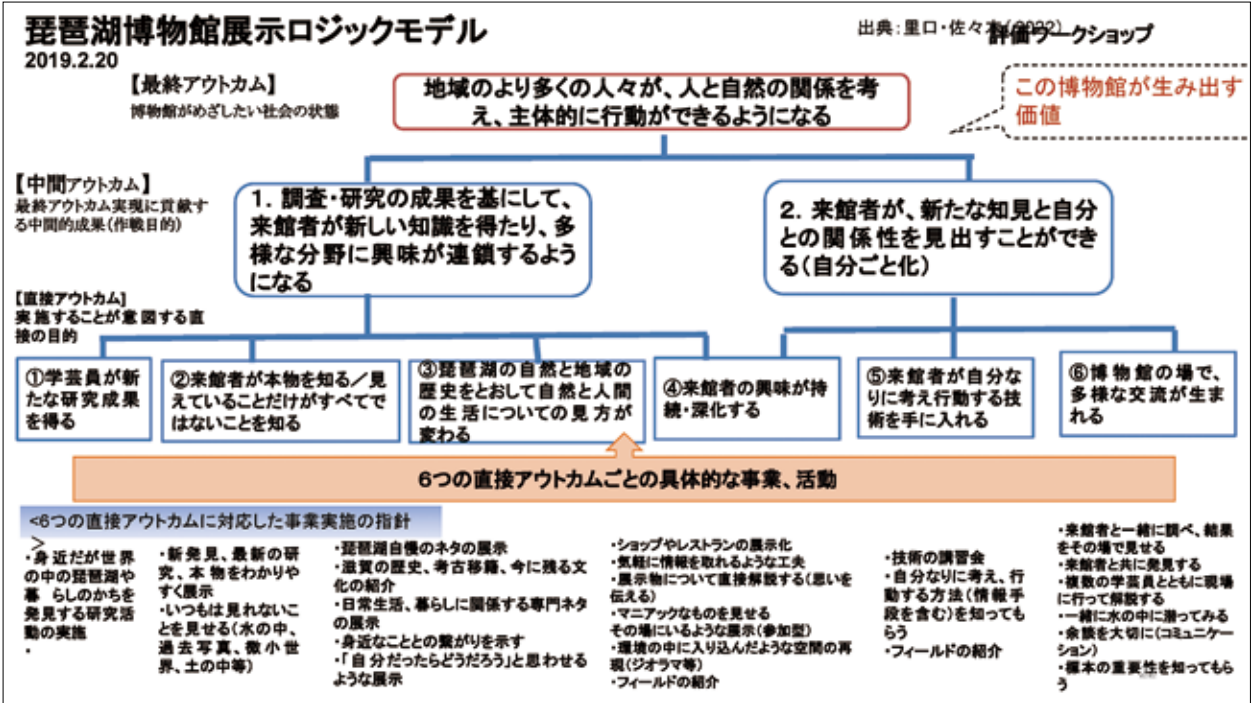 琵琶湖博物館展示ロジックモデル
2019.2.20
出典:里口・佐々木(2022)
評価ワークショップ
【最終アウトカム】
博物館がめざしたい社会の状態
地域のより多くの人々が、人と自然の関係を考
え、主体的に行動ができるようになる
この博物館が生み出す
価値
【中間アウトカム】
最終アウトカム実現に貢献す
る中間的成果(作戦目的)
1. 調査・研究の成果を基にして、
来館者が新しい知識を得たり、多
様な分野に興味が連鎖するよう
になる
2. 来館者が、新たな知見と自分
との関係性を見出すことができ
る(自分ごと化)
【直接アウトカム]
実施することが意図する直
接の目的
①学芸員が新
たな研究成果
を得る
②来館者が本物を知る/見
えていることだけがすべてで
はないことを知る
③琵琶湖の自然と地域の
歴史をとおして自然と人間
の生活についての見方が
変わる
④来館者の興味が持
続・深化する
⑤来館者が自分な
りに考え行動する技
術を手に入れる
⑥博物館の場で、
多様な交流が生ま
れる
6つの直接アウトカムごとの具体的な事業、活動
<6つの直接アウトカムに対応した事業実施の指針
>
・身近だが世界
の中の琵琶湖や
暮 らしのかちを
発見する研究活
動の実施
・
・新発見、最新の研
究、本物をわかりや
すく展示
・いつもは見れないこ
とを見せる(水の中、
過去写真、微小世
界、土の中等)
・琵琶湖自慢のネタの展示
・滋賀の歴史、考古移籍、今に残る文
化の紹介
・日常生活、暮らしに関係する専門ネタ
の展示
・身近なこととの繋がりを示す
・「自分だったらどうだろう」と思わせる
ような展示
・ショップやレストランの展示化
・気軽に情報を取れるような工夫
・展示物について直接解説する(思いを
伝える)
・マニアックなものを見せる
その場にいるような展示(参加型)
・環境の中に入り込んだような空間の再
現(ジオラマ等)
・フィールドの紹介
・技術の講習会
・自分なりに考え、行
動する方法(情報手
段を含む)を知っても
らう
・フィールドの紹介
・来館者と一緒に調べ、結果
をその場で見せる
・来館者と共に発見する
・複数の学芸員とともに現場
に行って解説する
・一緒に水の中に潜ってみる
・余談を大切に(コミュニケー
ション)
・標本の重要性を知ってもら
う